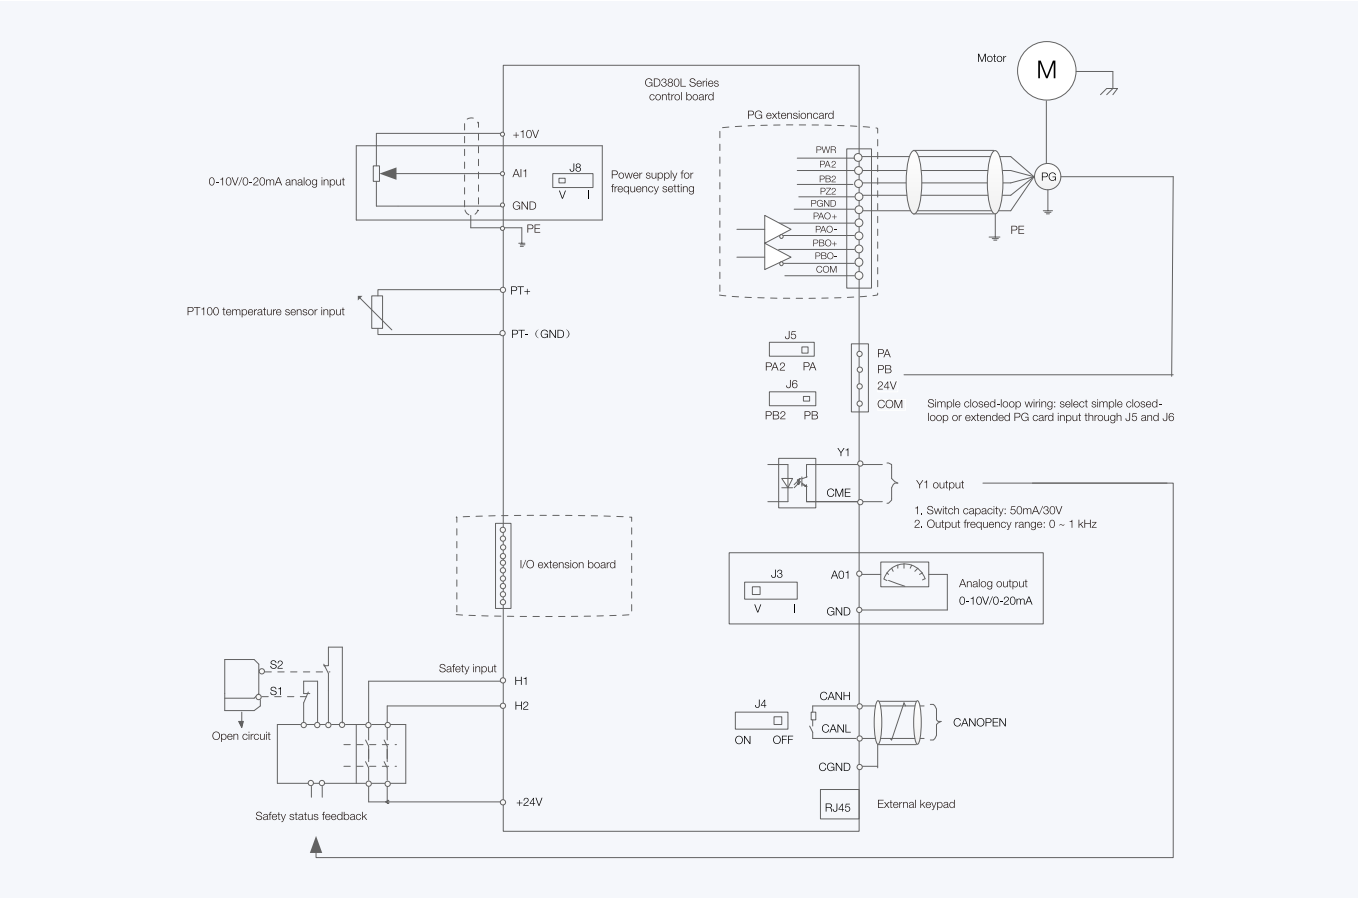 Motor
M
GD380L Series
control board
PG extensioncard
+10V
AI1
J8
V I
GND
PE
0-10V/0-20mA analog input
Power supply for
frequency setting
PWR
PA2
PB2
PZ2
PGND
PAO+
PAO-
PBO+
PBO-
COM
PG
PE
PT+
PT100 temperature sensor input
PT-（GND）
J5
PA2 PA
J6
PB2 PB
PA
PB
24V
COM
Simple closed-loop wiring: select simple closed-
loop or extended PG card input through J5 and J6
Y1
CME
Y1 output
1. Switch capacity: 50mA/30V
2. Output frequency range: 0 ~ 1 kHz
I/O extension board
J3
V I
A01
GND
Analog output
0-10V/0-20mA
Safety input
S2
S1
H1
H2
Open circuit
+24V
Safety status feedback
J4
ON OFF
CANH
CANL
CGND
CANOPEN
RJ45
External keypad